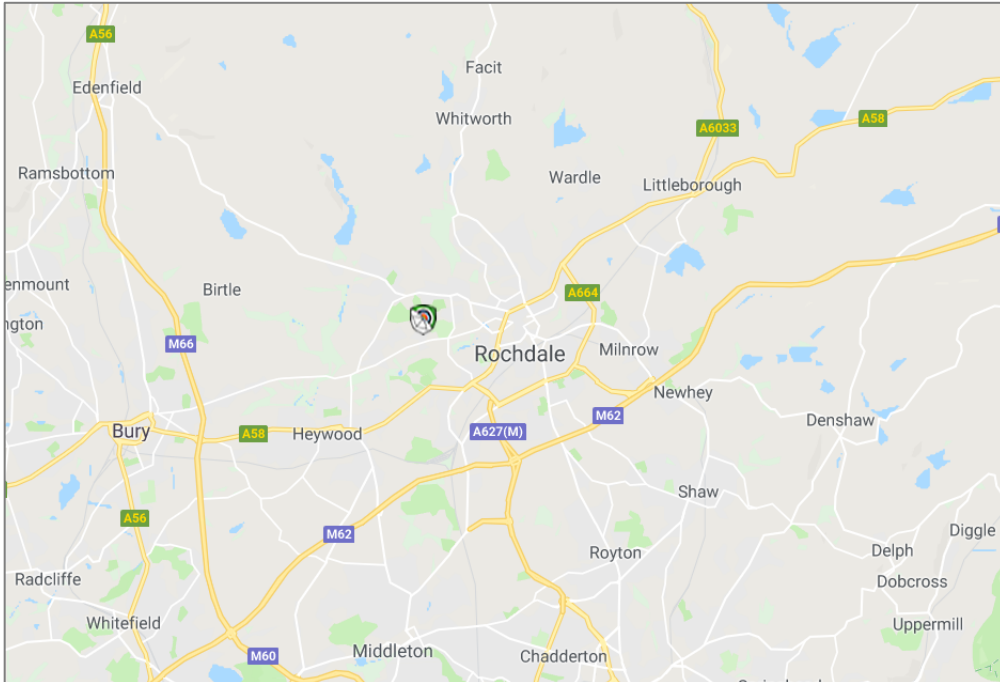 A56
Facit
Edenfield
Whitworth
A58
A6033
Ramsbottom
Wardle
Littleborough
enmount
Birtle
A664
ngton
M66
Rochdale
Milnrow
Newhey
M62
Denshaw
Bury
A58
Heywood
A627(M)
Shaw
A56
M62
Diggle
Royton
Delph
Radcliffe
Dobcross
Whitefield
Uppermill
Middleton
M60
Chadderton